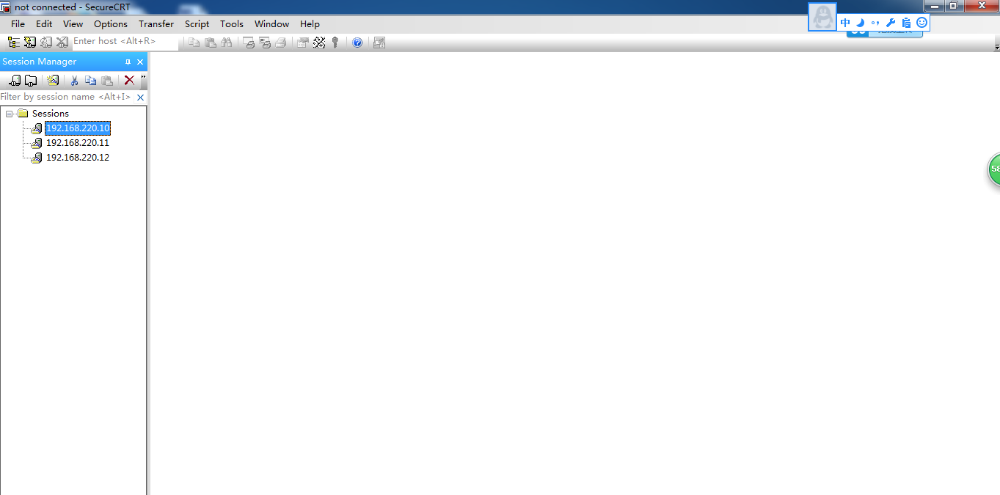 not connected - SecureCRT
File Edit View Options Transfer Script Tools Window Help
中
Enter host <Alt+R>
Session Manager
Filter by session name <Alt+I>
Sessions
192.168.220.10
192.168.220.11
192.168.220.12
58